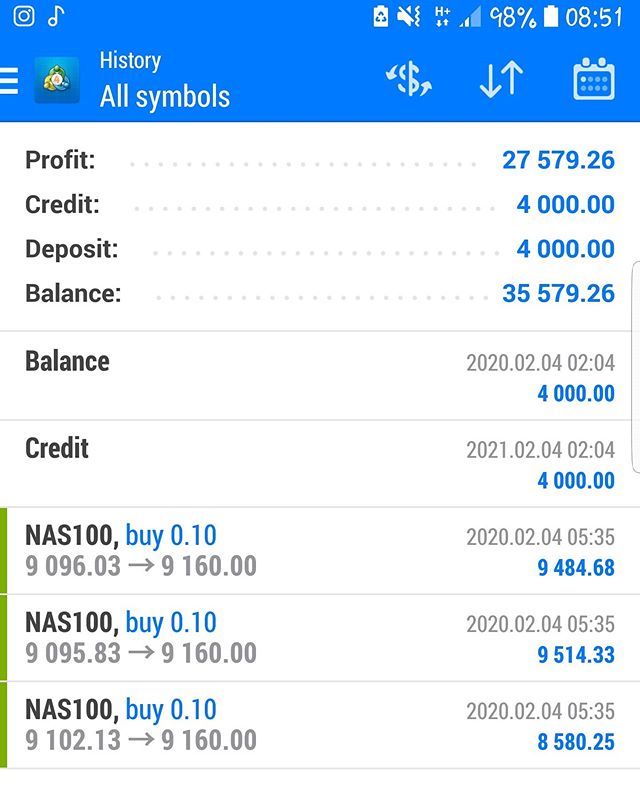 H+ 98% 08:51
History
All symbols
Profit: 27 579.26
Credit: 4 000.00
Deposit: 4 000.00
Balance: 35 579.26
Balance 2020.02.04 02:04
4 000.00
Credit 2021.02.04 02:04
4 000.00
NAS100, buy 0.10 2020.02.04 05:35
9 096.03 → 9 160.00 9 484.68
NAS100, buy 0.10 2020.02.04 05:35
9 095.83 → 9 160.00 9 514.33
NAS100, buy 0.10 2020.02.04 05:35
9 102.13 → 9 160.00 8 580.25